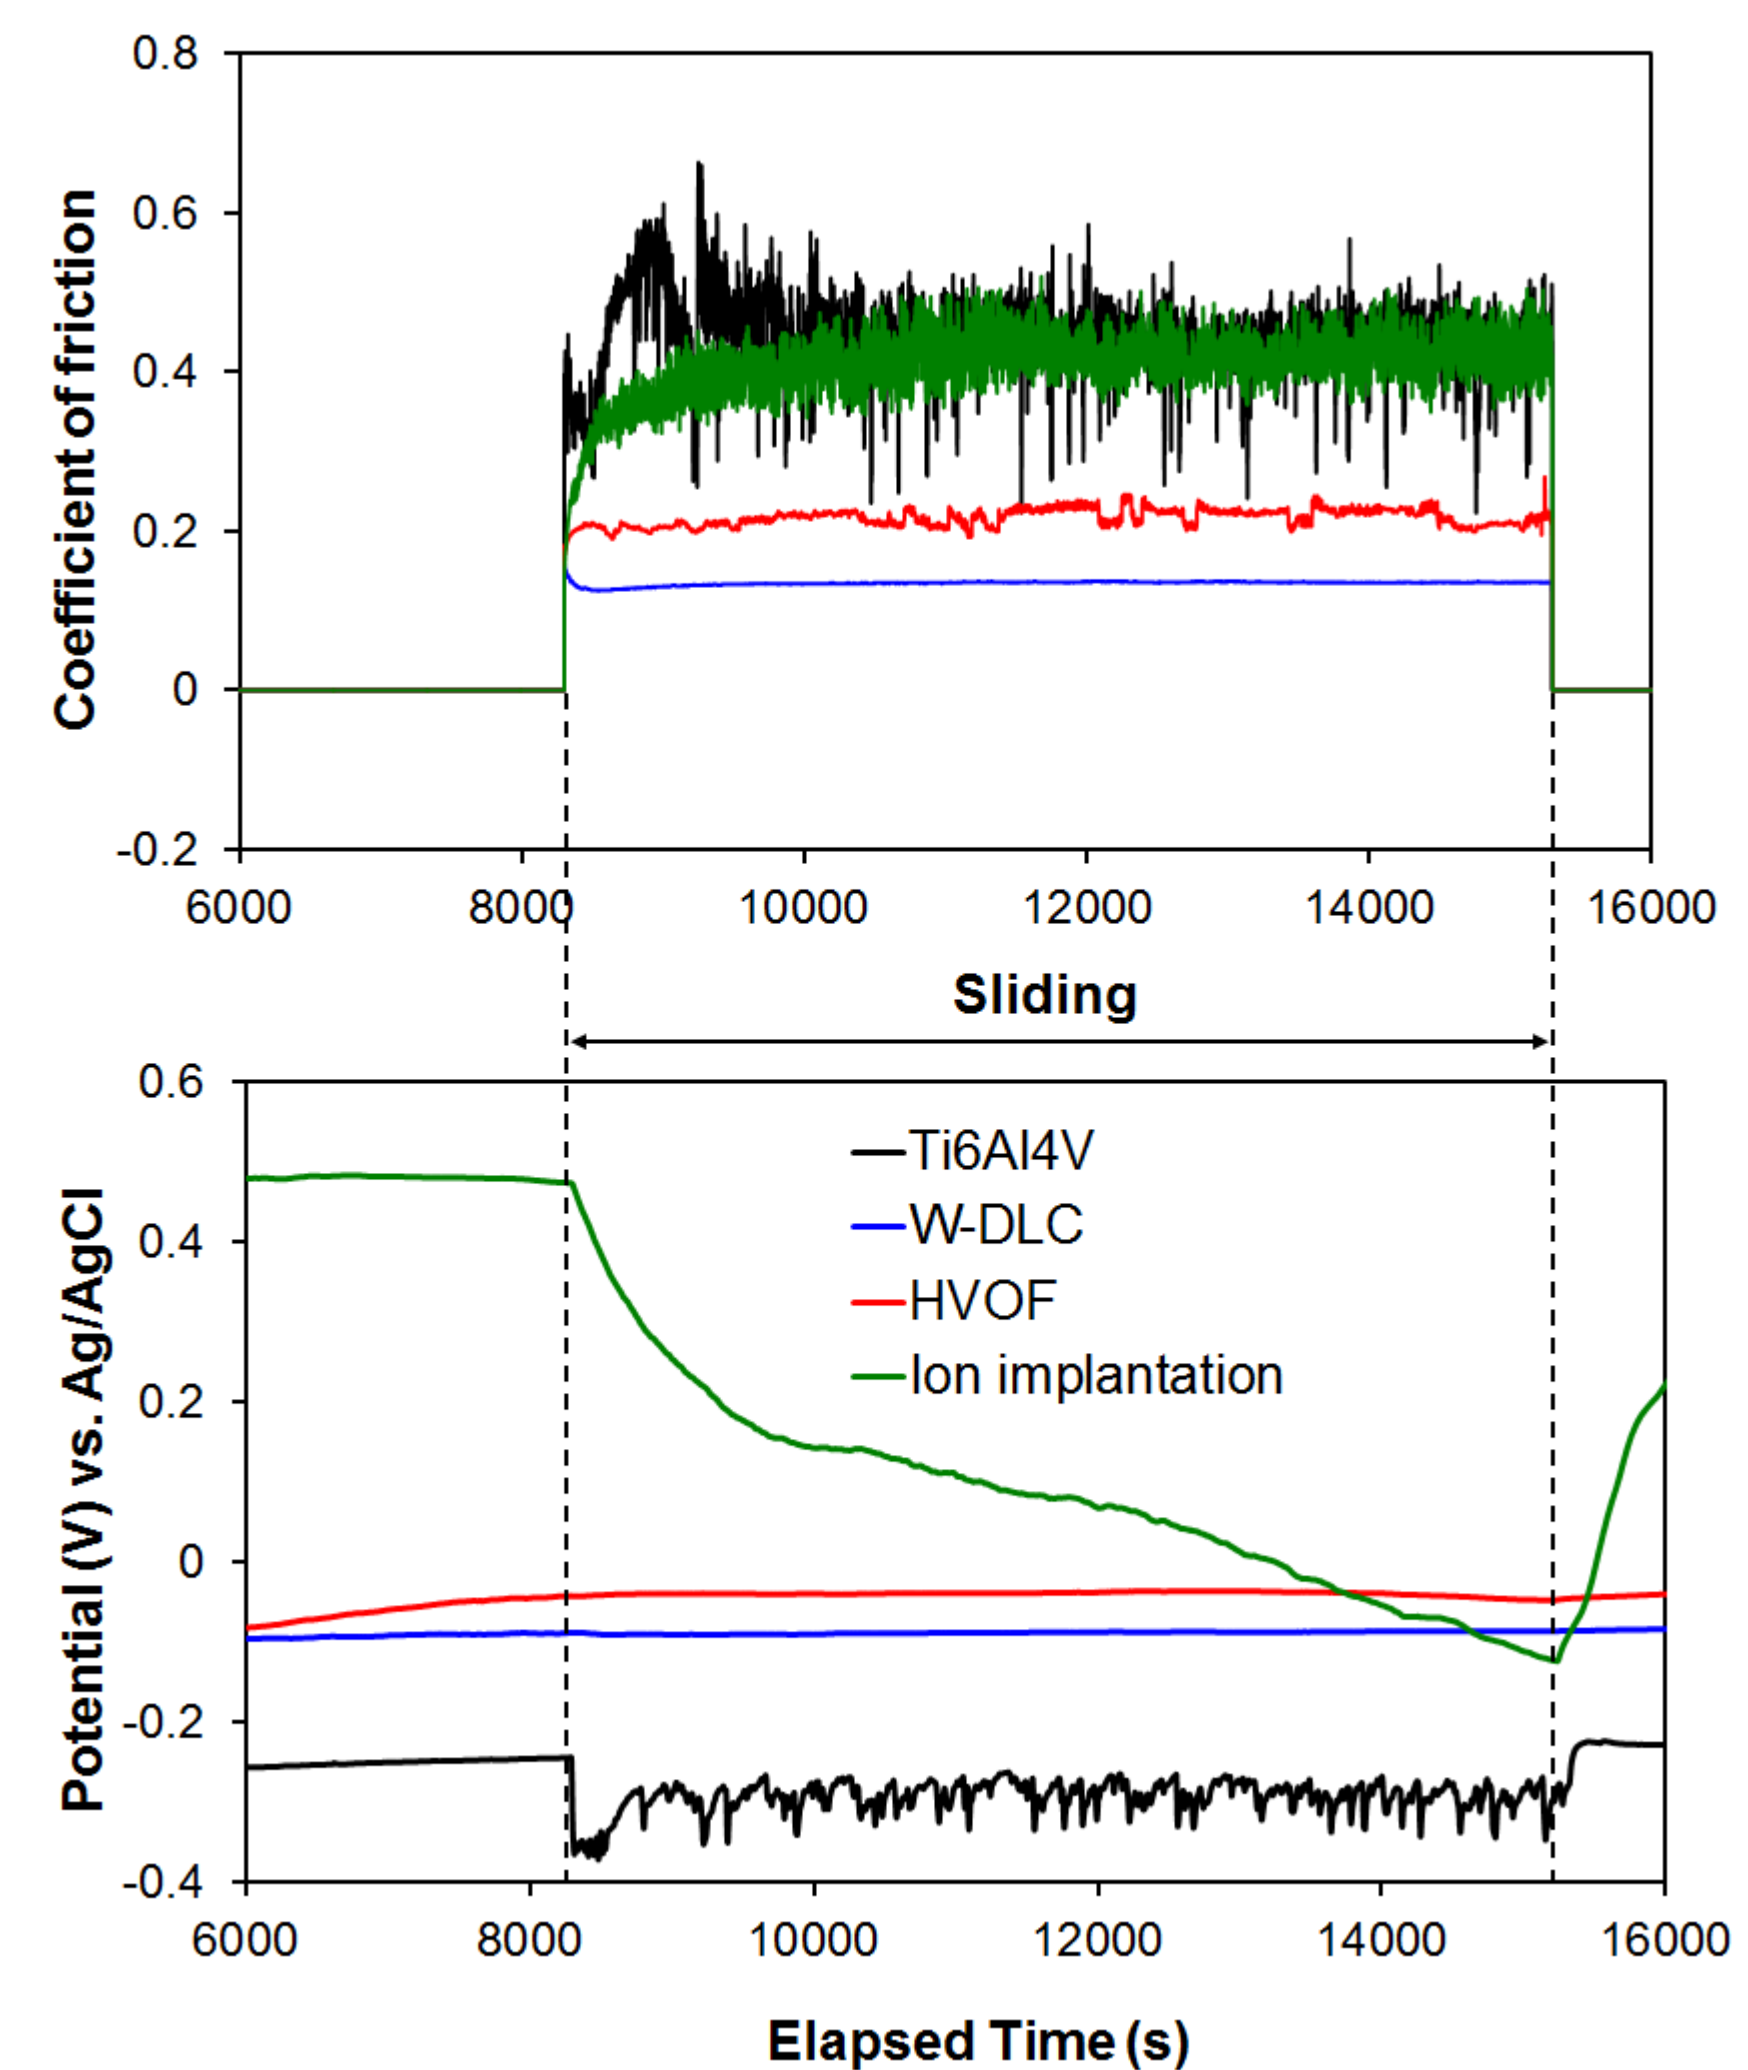 0.8
0.6
0.4
0.2
0
-0.2
Coefficient of friction
6000 8000 10000 12000 14000 16000
Sliding
0.6
0.4
0.2
0
-0.2
-0.4
Potential (V) vs. Ag/AgCl
Ti6Al4V
W-DLC
HVOF
Ion implantation
6000 8000 10000 12000 14000 16000
Elapsed Time (s)